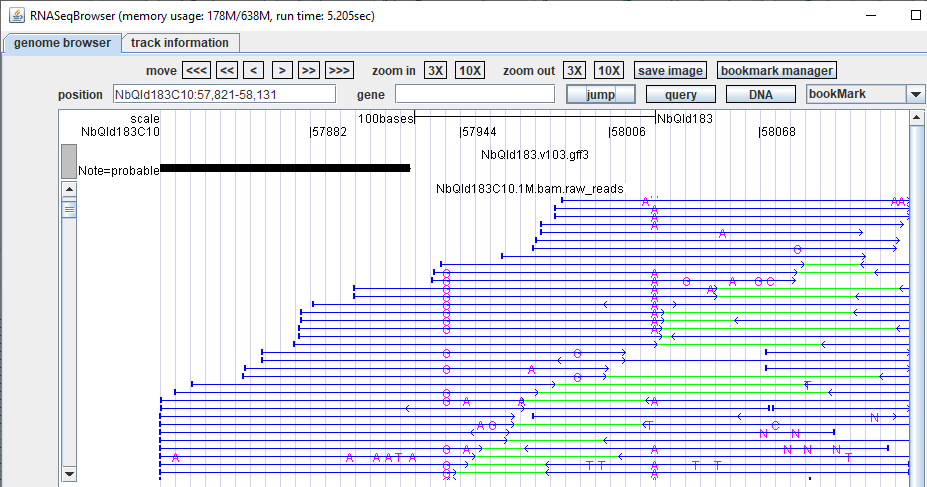 RNASeqBrowser (memory usage: 178M/638M, run time: 5.205sec)
genome browser track information
move <<< << < > >> >>> zoom in 3X 10X zoom out 3X 10X save image bookmark manager
position NbQld183C10:57,821-58,131 gene jump query DNA bookMark
scale 100bases NbQld183
NbQld183C10 |57882 |57944 |58006 |58068
NbQld183.v103.gff3
Note=probable
NbQld183C10.1M.bam.raw_reads